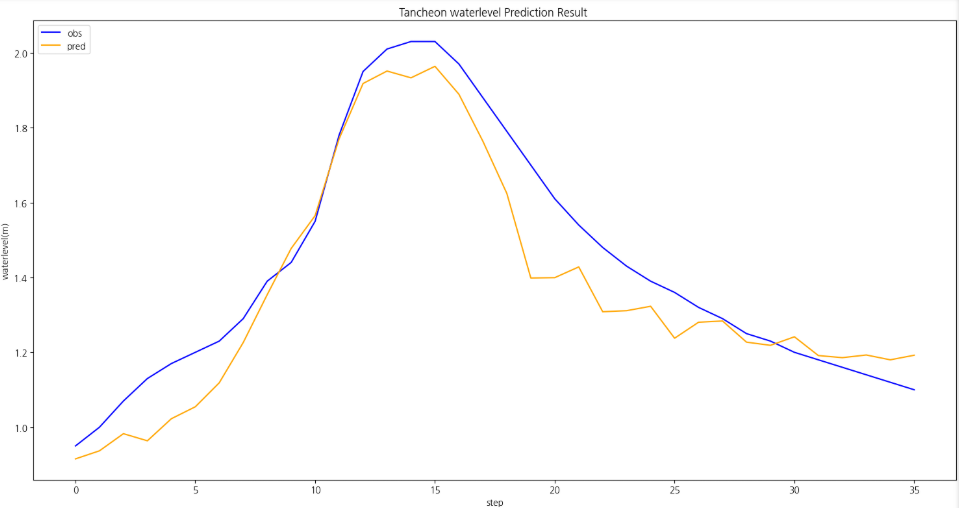 Tancheon waterlevel Prediction Result
obs
pred
waterlevel(m)
2.0
1.8
1.6
1.4
1.2
1.0
0 5 10 15 20 25 30 35
step